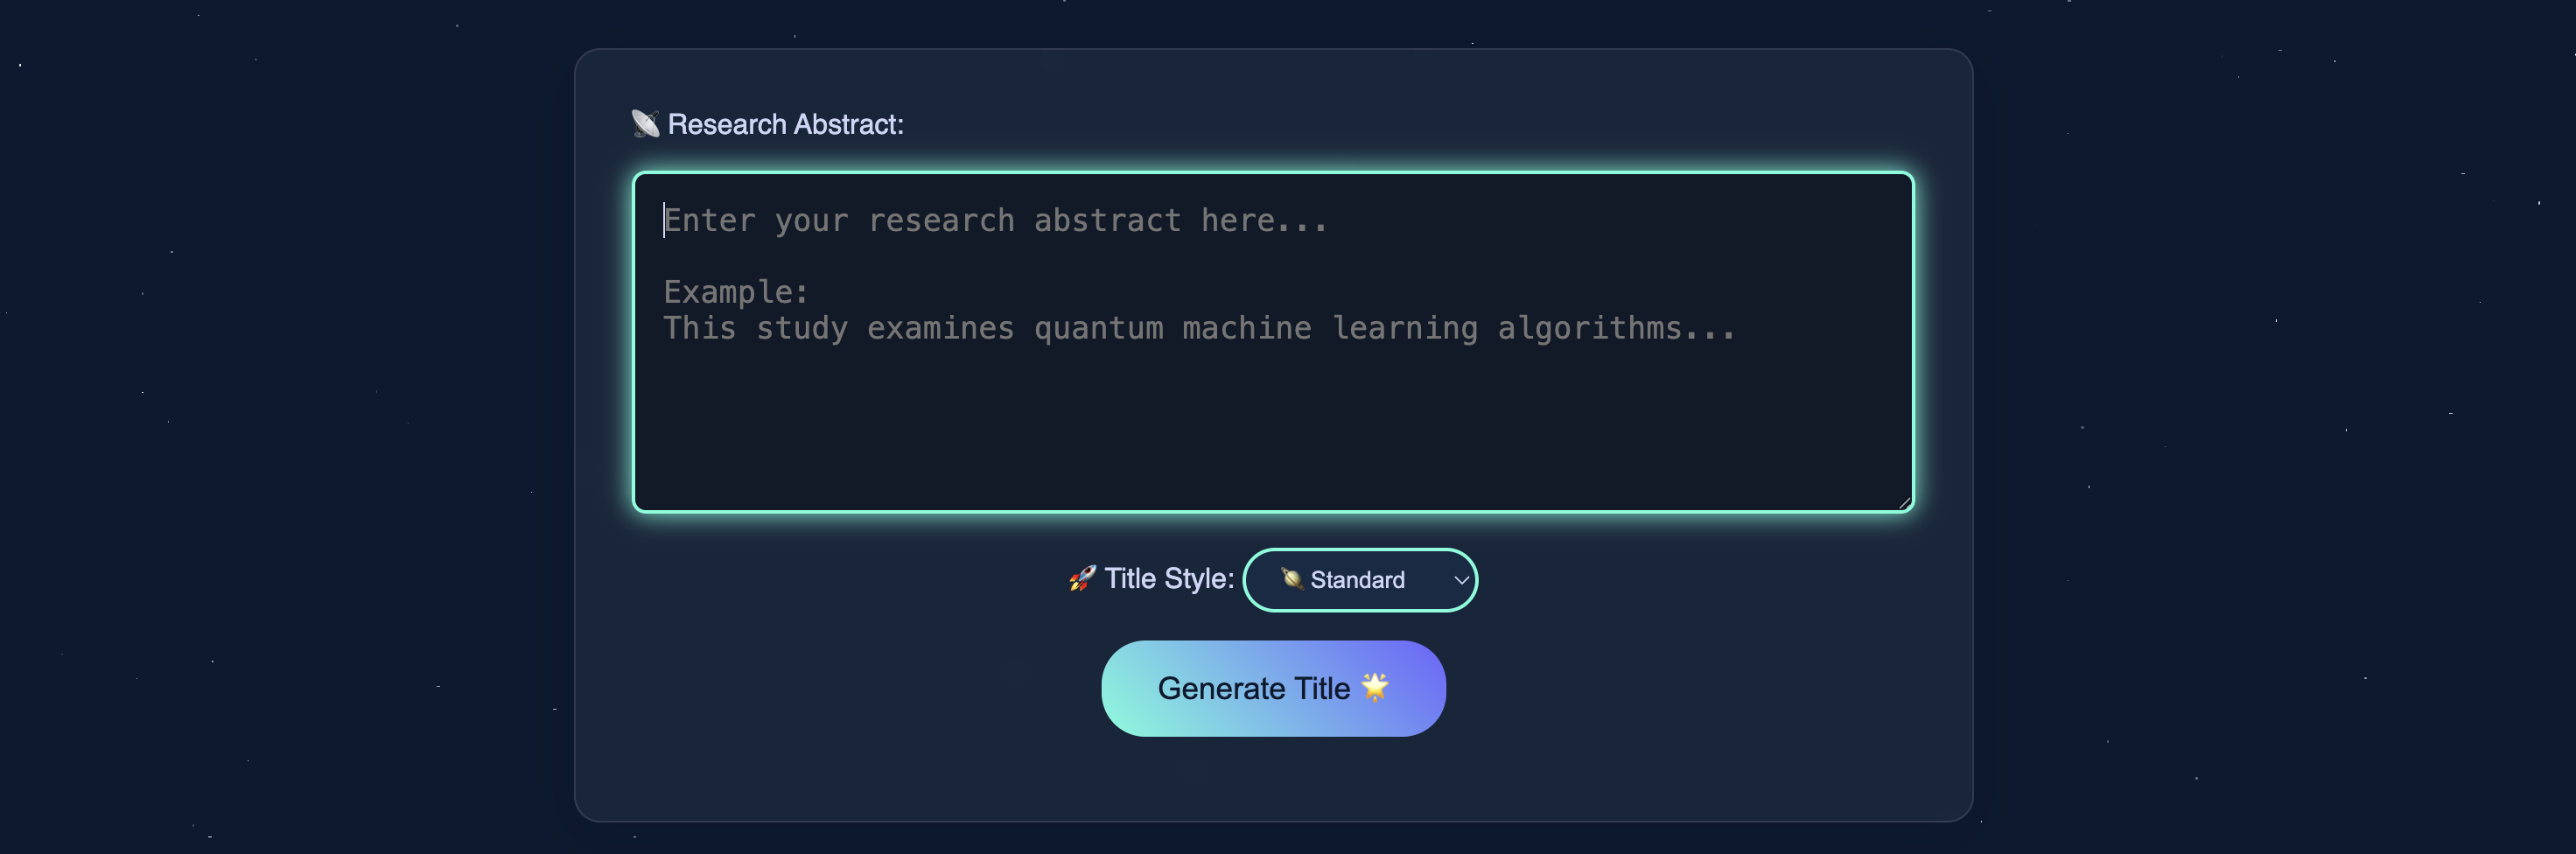 📡 Research Abstract:
Enter your research abstract here...
Example:
This study examines quantum machine learning algorithms...
🚀 Title Style: 🪐 Standard
Generate Title 🌟